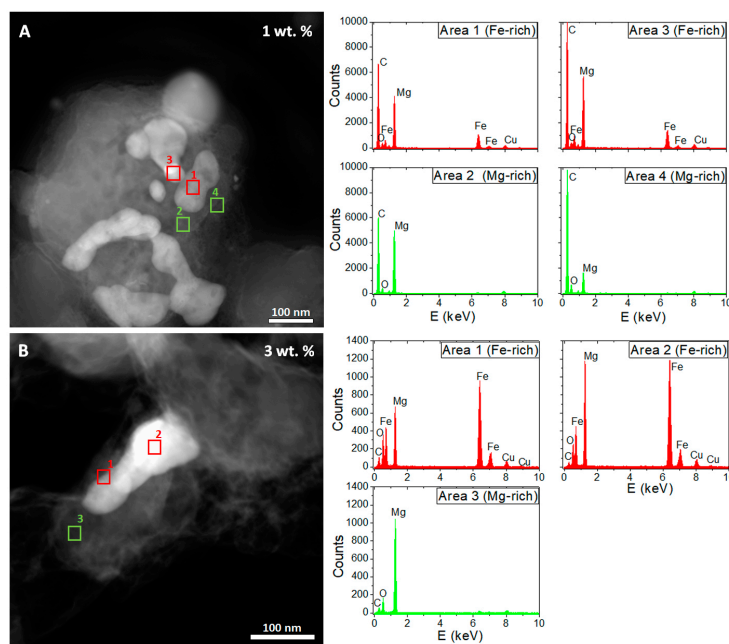 A
1 wt. %
3
1
4
2
100 nm
Area 1 (Fe-rich)
10000
8000
6000
4000
2000
0
Counts
C
Mg
O
Fe
Fe
Fe
Cu
Area 3 (Fe-rich)
C
Mg
O
Fe
Fe
Fe
Cu
Area 2 (Mg-rich)
10000
8000
6000
4000
2000
0
Counts
C
Mg
O
0 2 4 6 8 10
E (keV)
Area 4 (Mg-rich)
C
O
Mg
0 2 4 6 8 10
E (keV)
B
3 wt. %
2
1
3
100 nm
Area 1 (Fe-rich)
1400
1200
1000
800
600
400
200
0
Counts
C
O
Fe
Mg
Fe
Fe
Cu
Cu
Area 2 (Fe-rich)
C
O
Fe
Mg
Fe
Fe
Cu
Cu
0 2 4 6 8 10
E (keV)
Area 3 (Mg-rich)
1400
1200
1000
800
600
400
200
0
Counts
C
O
Mg
0 2 4 6 8 10
E (keV)